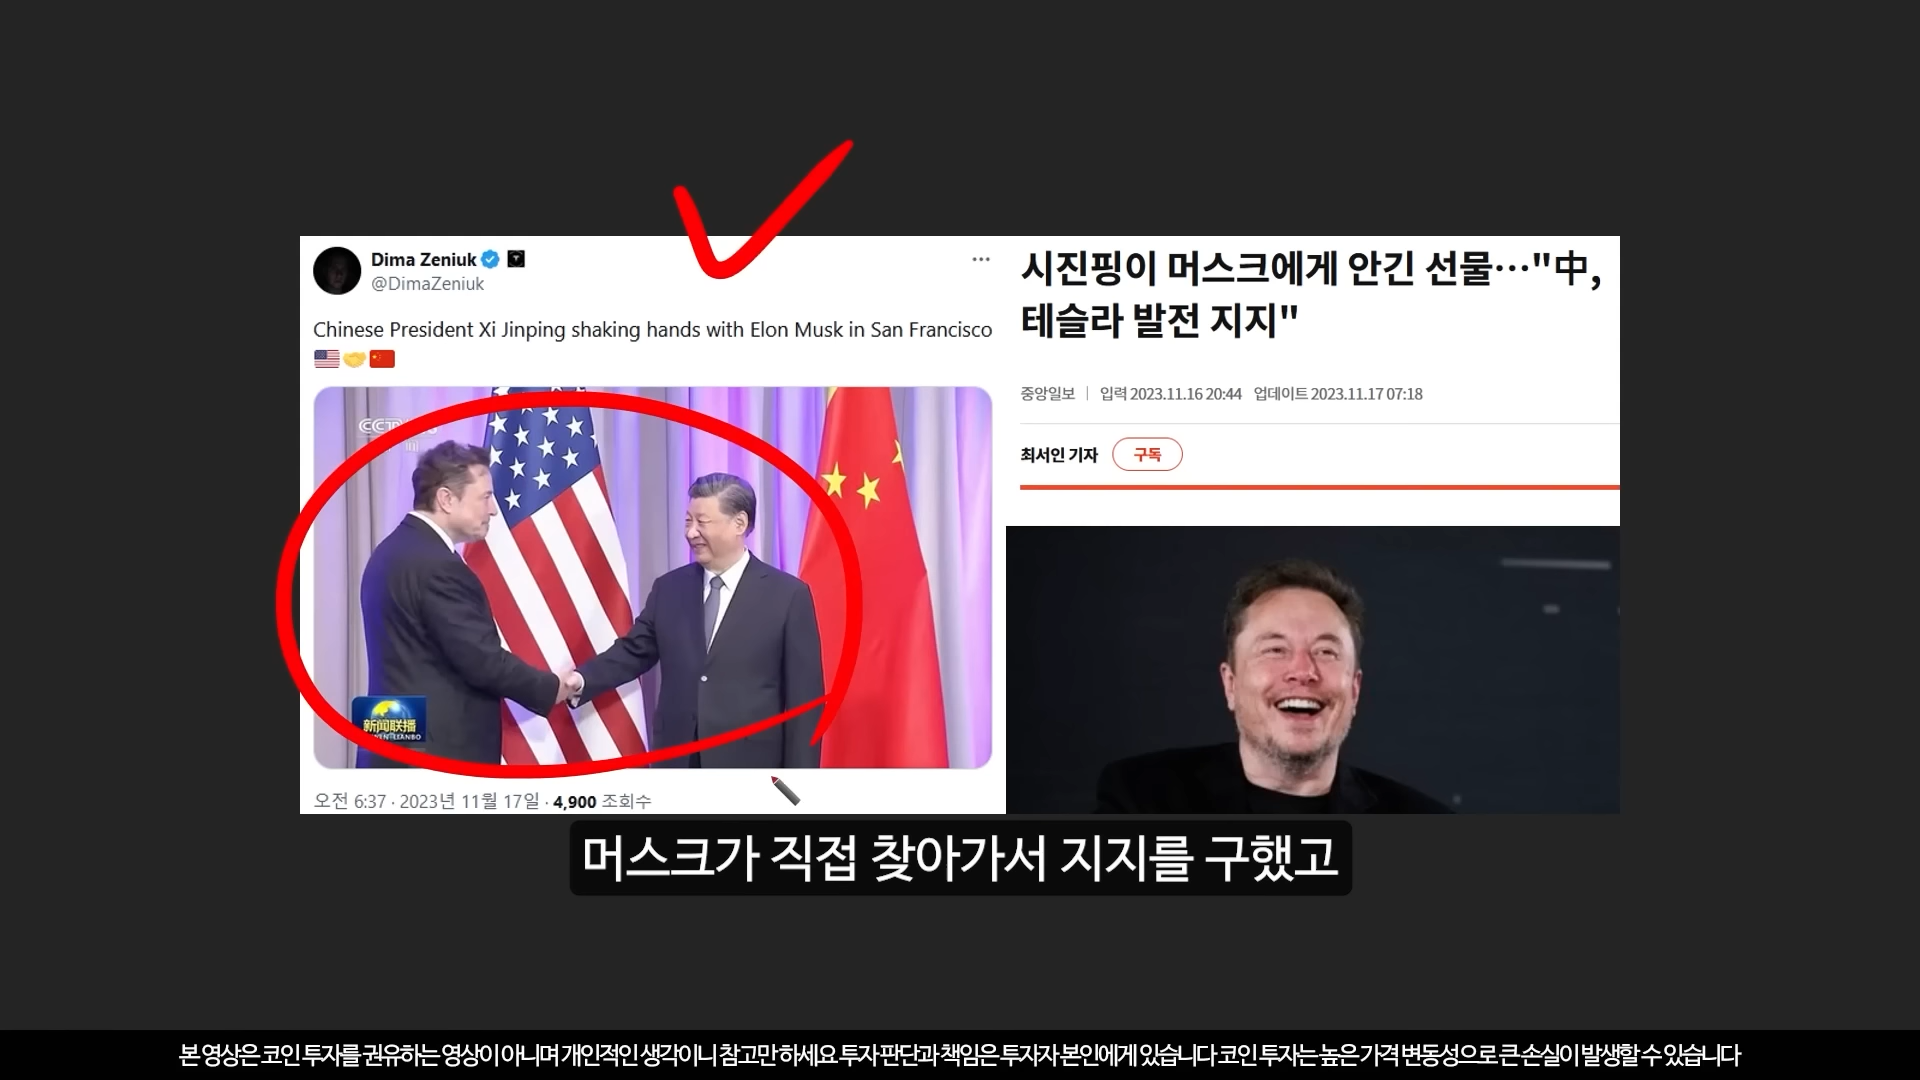 Dima Zeniuk
@DimaZeniuk
Chinese President Xi Jinping shaking hands with Elon Musk in San Francisco
新闻联播
오전 6:37 · 2023년 11월 17일 · 4,900 조회수
시진핑이 머스크에게 안긴 선물…"中,
테슬라 발전 지지"
중앙일보 | 입력 2023.11.16 20:44 업데이트 2023.11.17 07:18
최서인 기자 구독
머스크가 직접 찾아가서 지지를 구했고
본 영상은 코인 투자를 권유하는 영상이 아니며 개인적인 생각이니 참고만 하세요 투자 판단과 책임은 투자자 본인에게 있습니다 코인 투자는 높은 가격 변동성으로 큰 손실이 발생할 수 있습니다